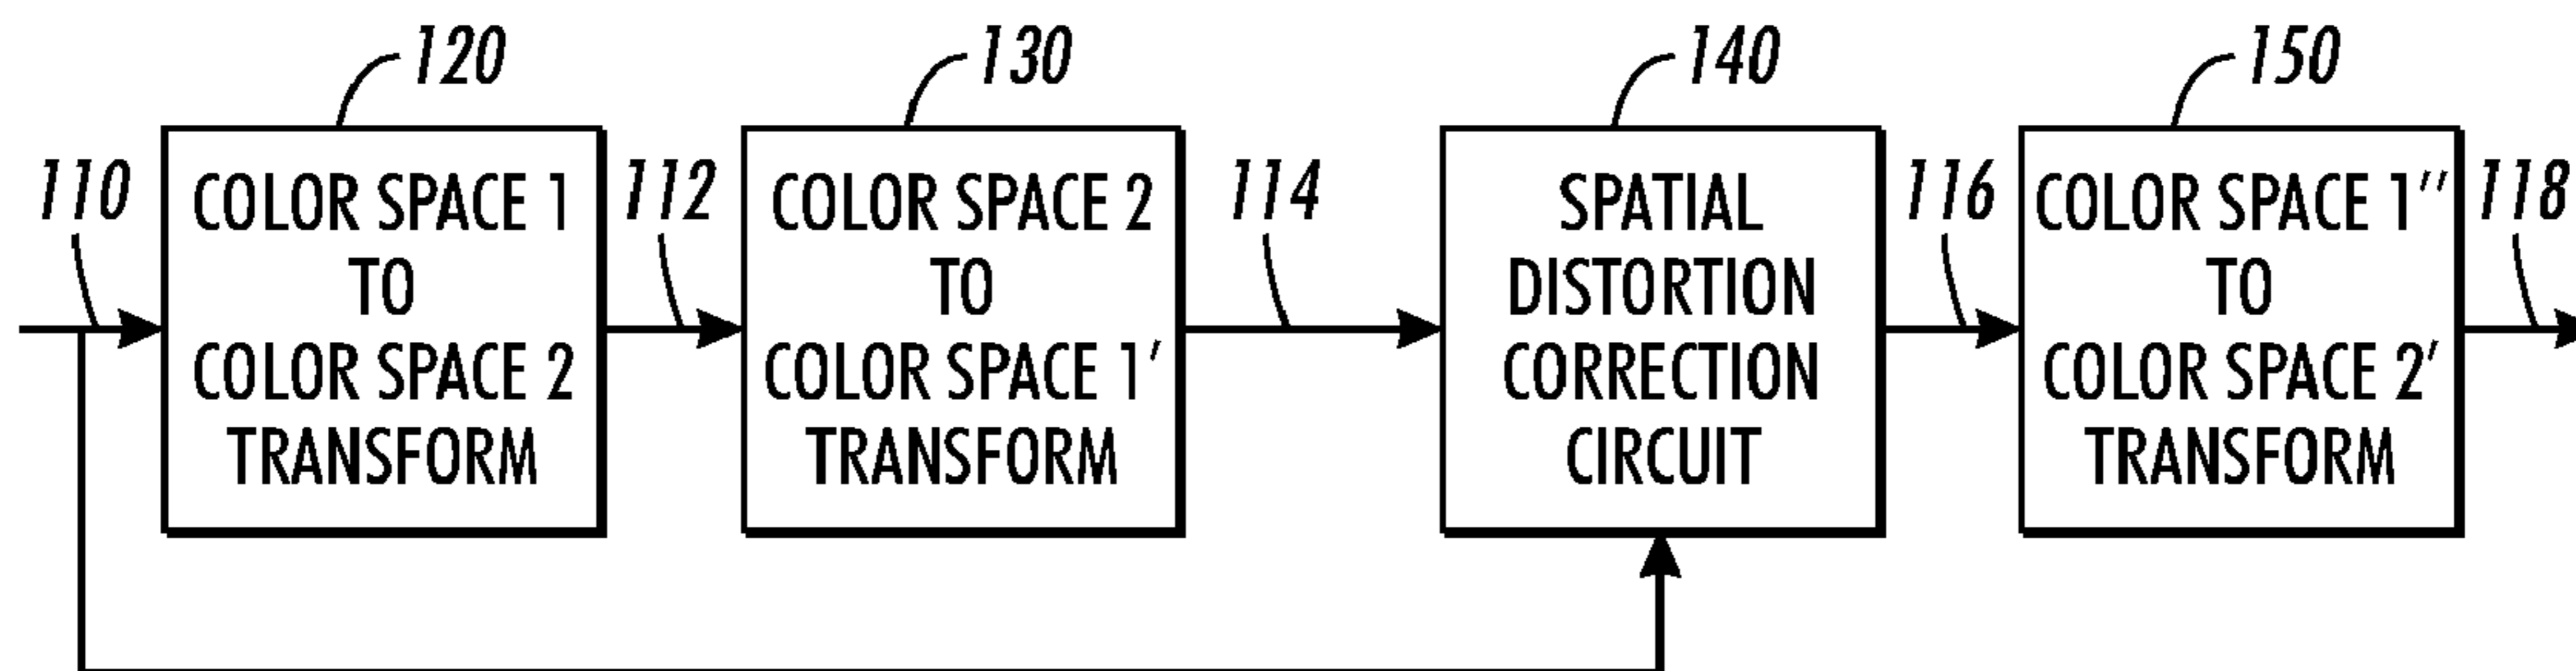 120
130
140
150
110
COLOR SPACE 1
TO
COLOR SPACE 2
TRANSFORM
112
COLOR SPACE 2
TO
COLOR SPACE 1'
TRANSFORM
114
SPATIAL
DISTORTION
CORRECTION
CIRCUIT
116
COLOR SPACE 1''
TO
COLOR SPACE 2'
TRANSFORM
118